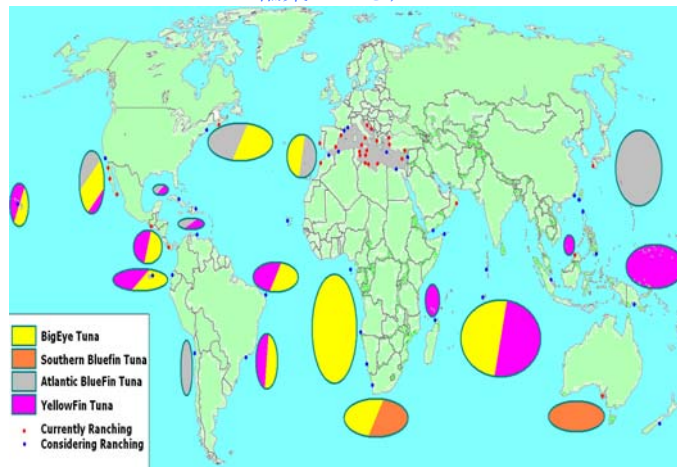 BigEye Tuna
Southern Bluefin Tuna
Atlantic BlueFin Tuna
YellowFin Tuna
Currently Ranching
Considering Ranching